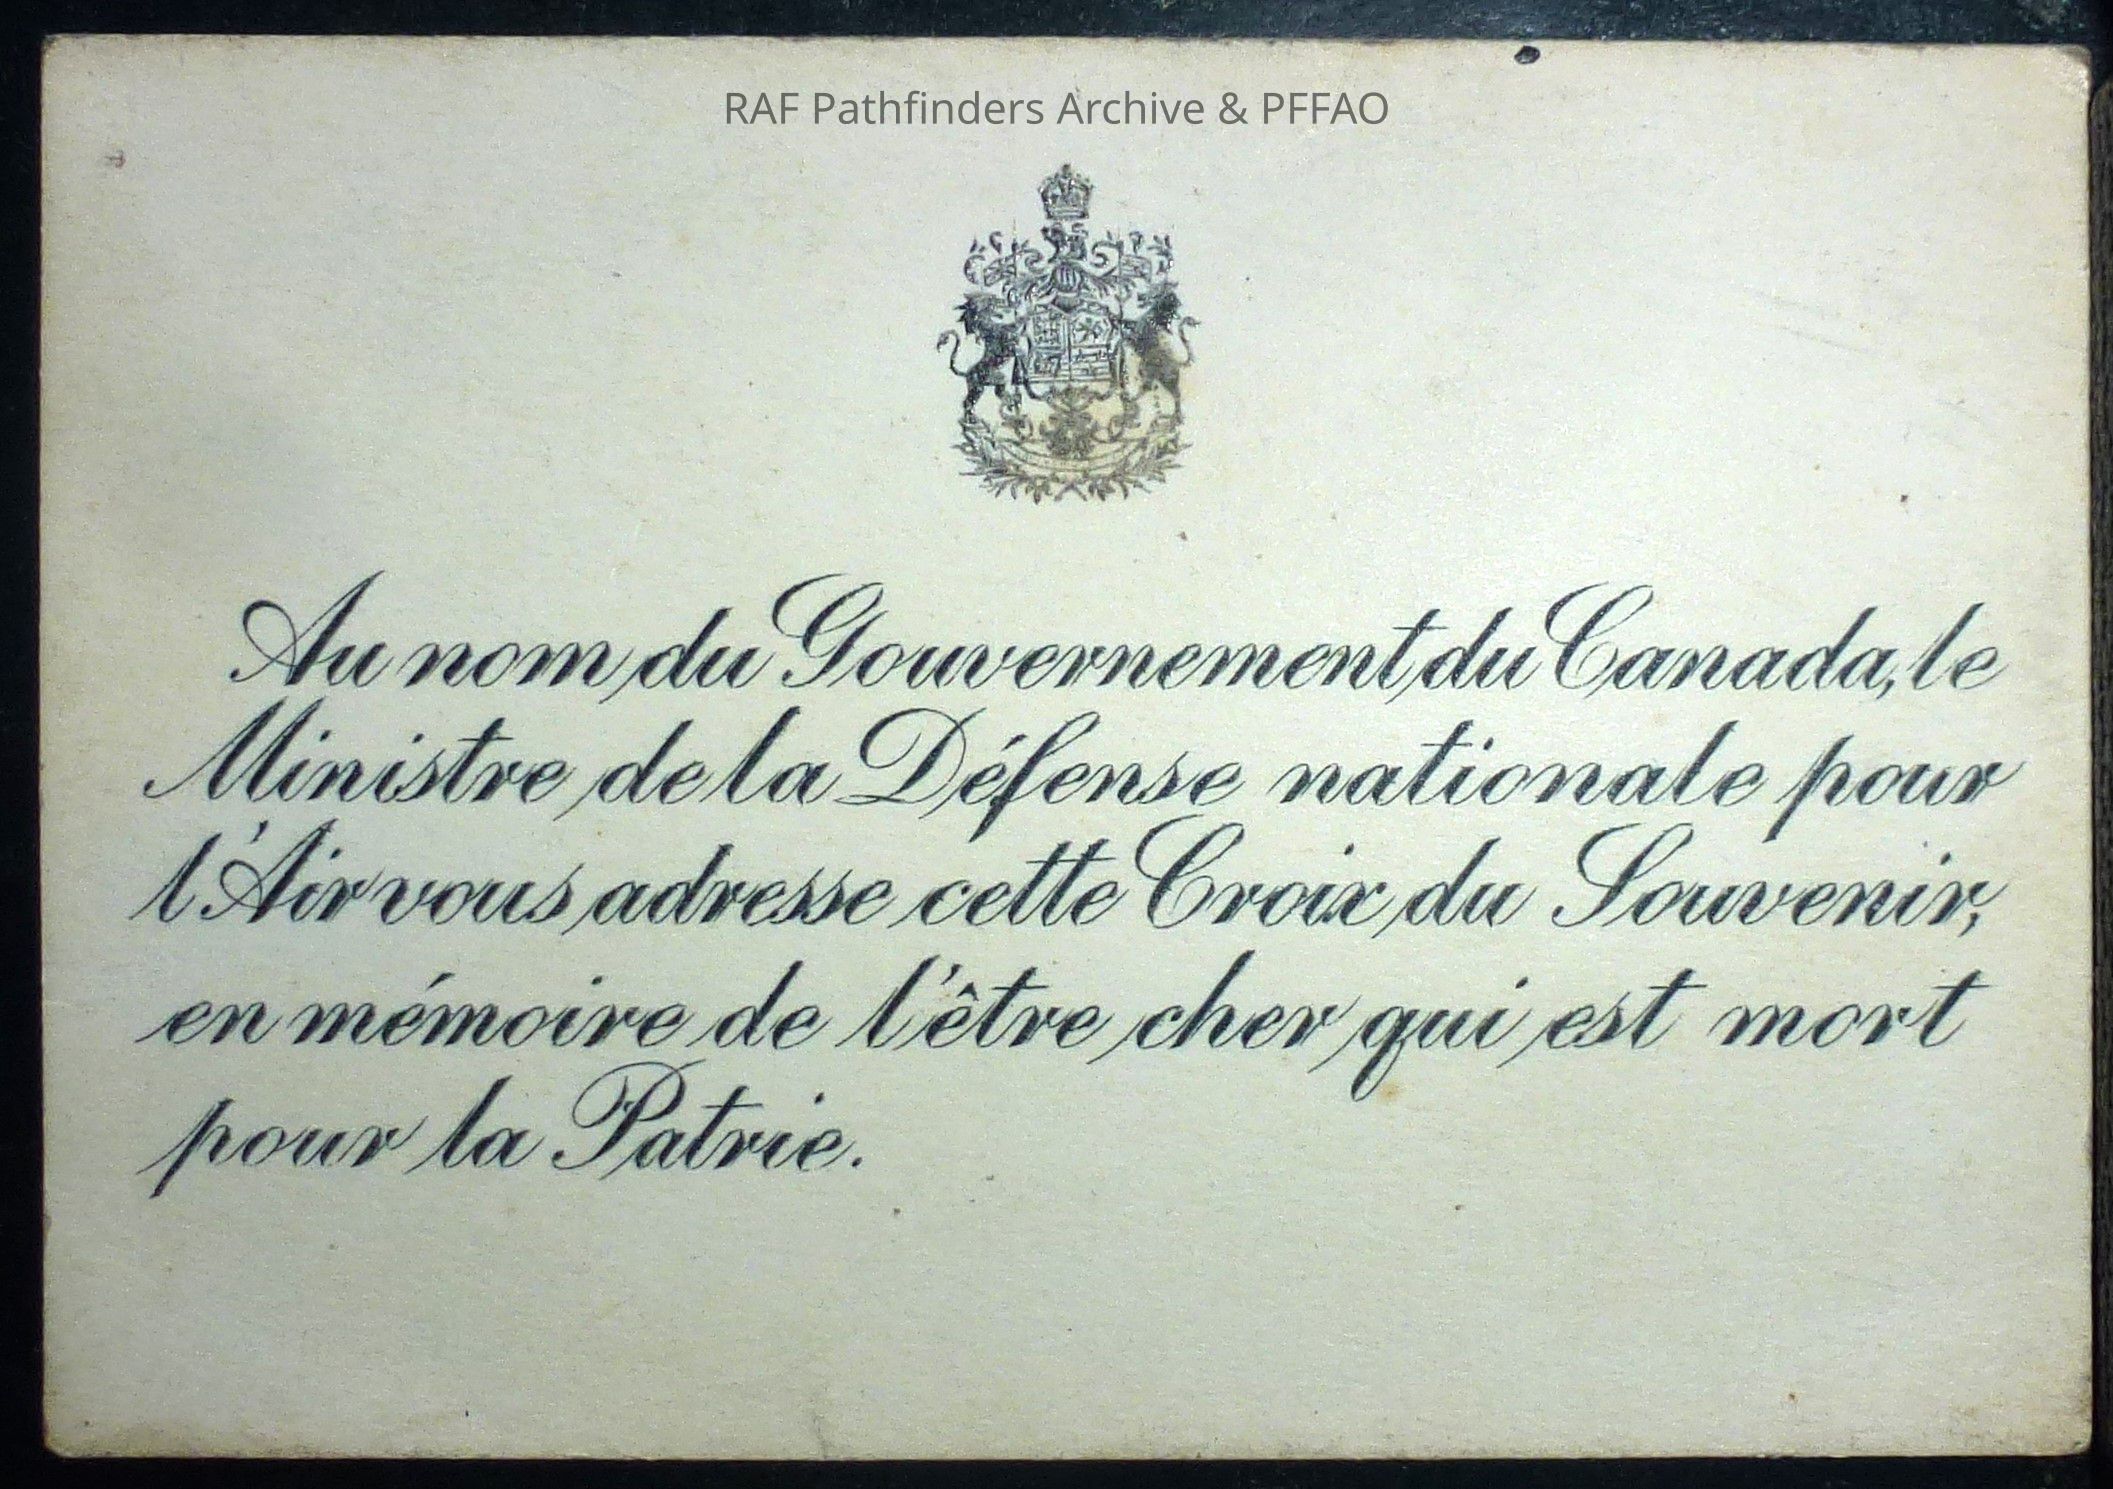 RAF Pathfinders Archive & PFFAO
Au nom du Gouvernement du Canada, le
Ministre de la Défense nationale pour
l'Air vous adresse cette Croix du Souvenir,
en mémoire de l'être cher qui est mort
pour la Patrie.